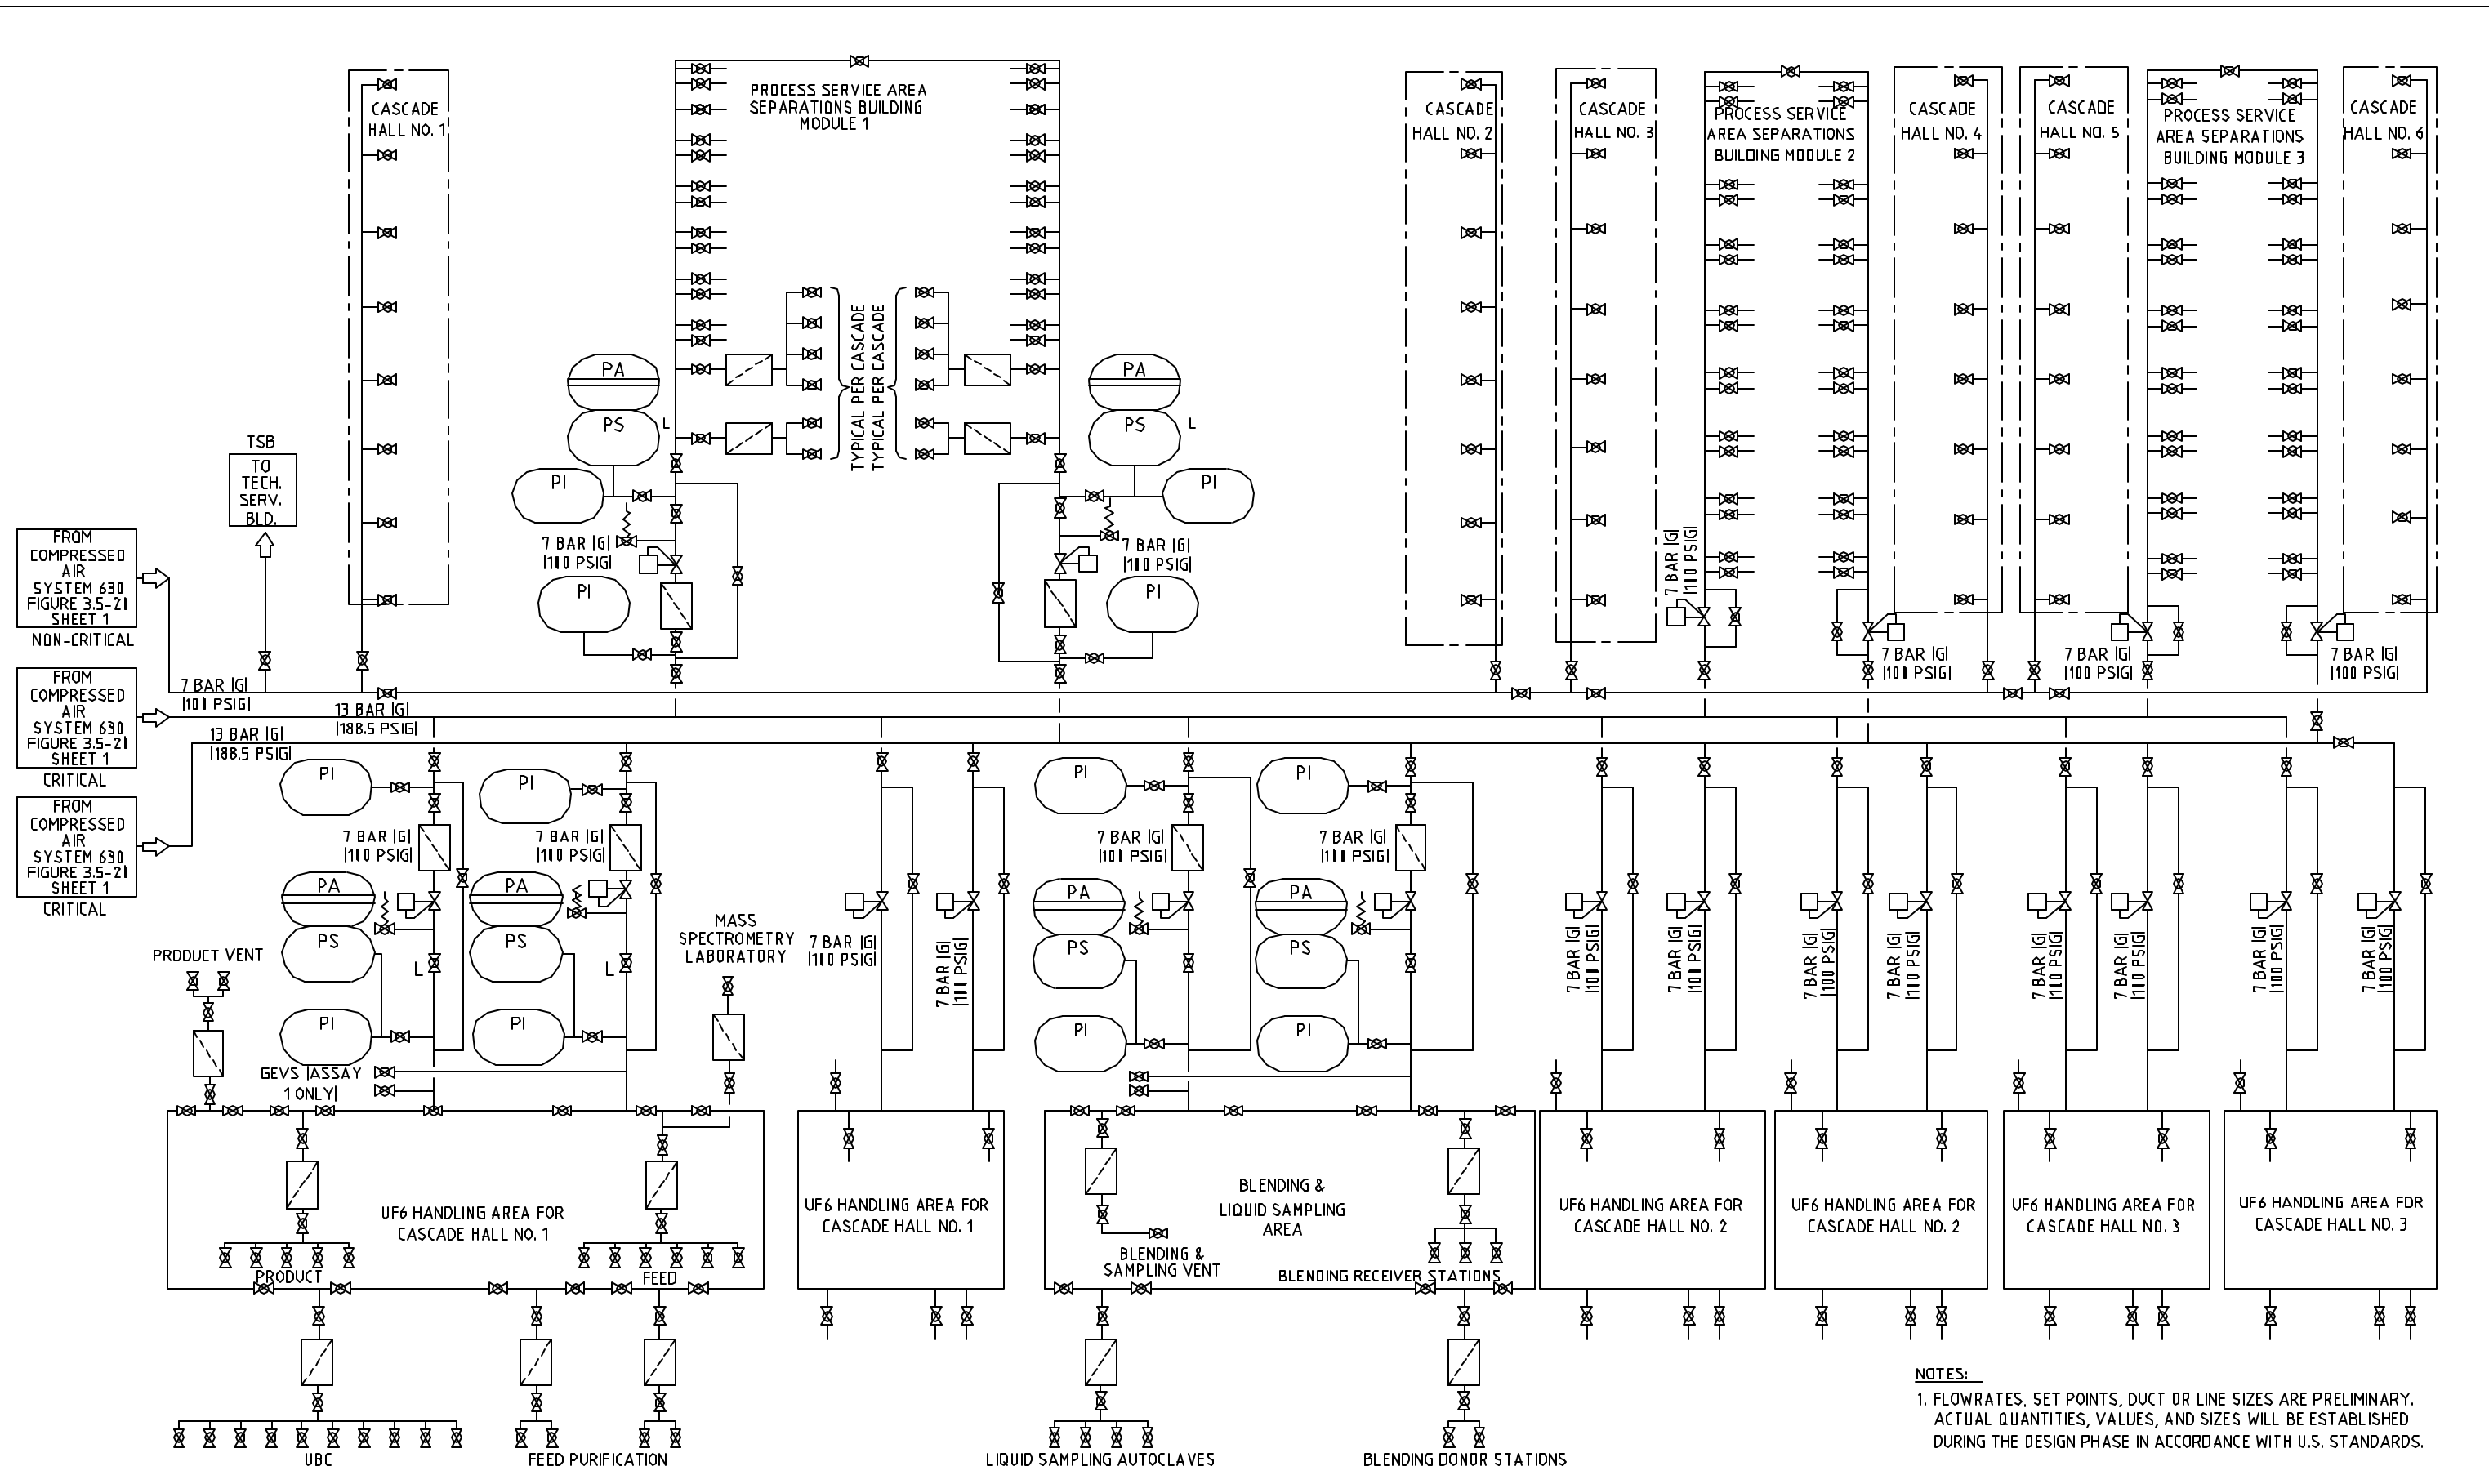 PROCESS SERVICE AREA
SEPARATIONS BUILDING
MODULE 1
CASCADE
HALL NO. 1
CASCADE
HALL NO. 2
CASCADE
HALL NO. 3
PROCESS SERVICE
AREA SEPARATIONS
BUILDING MODULE 2
CASCADE
HALL NO. 4
CASCADE
HALL NO. 5
PROCESS SERVICE
AREA SEPARATIONS
BUILDING MODULE 3
CASCADE
HALL NO. 6
TYPICAL PER CASCADE
TYPICAL PER CASCADE
PA
PS
L
PI
7 BAR |G|
|100 PSIG|
PI
PA
PS
L
PI
7 BAR |G|
|100 PSIG|
PI
7 BAR |G|
|100 PSIG|
7 BAR |G|
|100 PSIG|
7 BAR |G|
|100 PSIG|
7 BAR |G|
|100 PSIG|
TSB
TO
TECH.
SERV.
BLD.
FROM
COMPRESSED
AIR
SYSTEM 630
FIGURE 3.5-20
SHEET 1
NON-CRITICAL
7 BAR |G|
|100 PSIG|
FROM
COMPRESSED
AIR
SYSTEM 630
FIGURE 3.5-20
SHEET 1
CRITICAL
13 BAR |G|
|188.5 PSIG|
FROM
COMPRESSED
AIR
SYSTEM 630
FIGURE 3.5-20
SHEET 1
CRITICAL
13 BAR |G|
|188.5 PSIG|
PI
7 BAR |G|
|100 PSIG|
PA
PS
L
PI
PI
7 BAR |G|
|100 PSIG|
PA
PS
L
PI
PRODUCT VENT
GEVS |ASSAY
1 ONLY|
MASS
SPECTROMETRY
LABORATORY
7 BAR |G|
|100 PSIG|
7 BAR |G|
|100 PSIG|
PI
7 BAR |G|
|100 PSIG|
PA
PS
PI
PI
7 BAR |G|
|100 PSIG|
PA
PS
PI
7 BAR |G|
|100 PSIG|
7 BAR |G|
|100 PSIG|
7 BAR |G|
|100 PSIG|
7 BAR |G|
|100 PSIG|
7 BAR |G|
|100 PSIG|
7 BAR |G|
|100 PSIG|
7 BAR |G|
|100 PSIG|
7 BAR |G|
|100 PSIG|
UF6 HANDLING AREA FOR
CASCADE HALL NO. 1
PRODUCT
FEED
UF6 HANDLING AREA FOR
CASCADE HALL NO. 1
BLENDING &
LIQUID SAMPLING
AREA
BLENDING &
SAMPLING VENT
BLENDING RECEIVER STATIONS
UF6 HANDLING AREA FOR
CASCADE HALL NO. 2
UF6 HANDLING AREA FOR
CASCADE HALL NO. 2
UF6 HANDLING AREA FOR
CASCADE HALL NO. 3
UF6 HANDLING AREA FOR
CASCADE HALL NO. 3
UBC
FEED PURIFICATION
LIQUID SAMPLING AUTOCLAVES
BLENDING DONOR STATIONS
NOTES:
1. FLOWRATES, SET POINTS, DUCT OR LINE SIZES ARE PRELIMINARY.
ACTUAL QUANTITIES, VALUES, AND SIZES WILL BE ESTABLISHED
DURING THE DESIGN PHASE IN ACCORDANCE WITH U.S. STANDARDS.